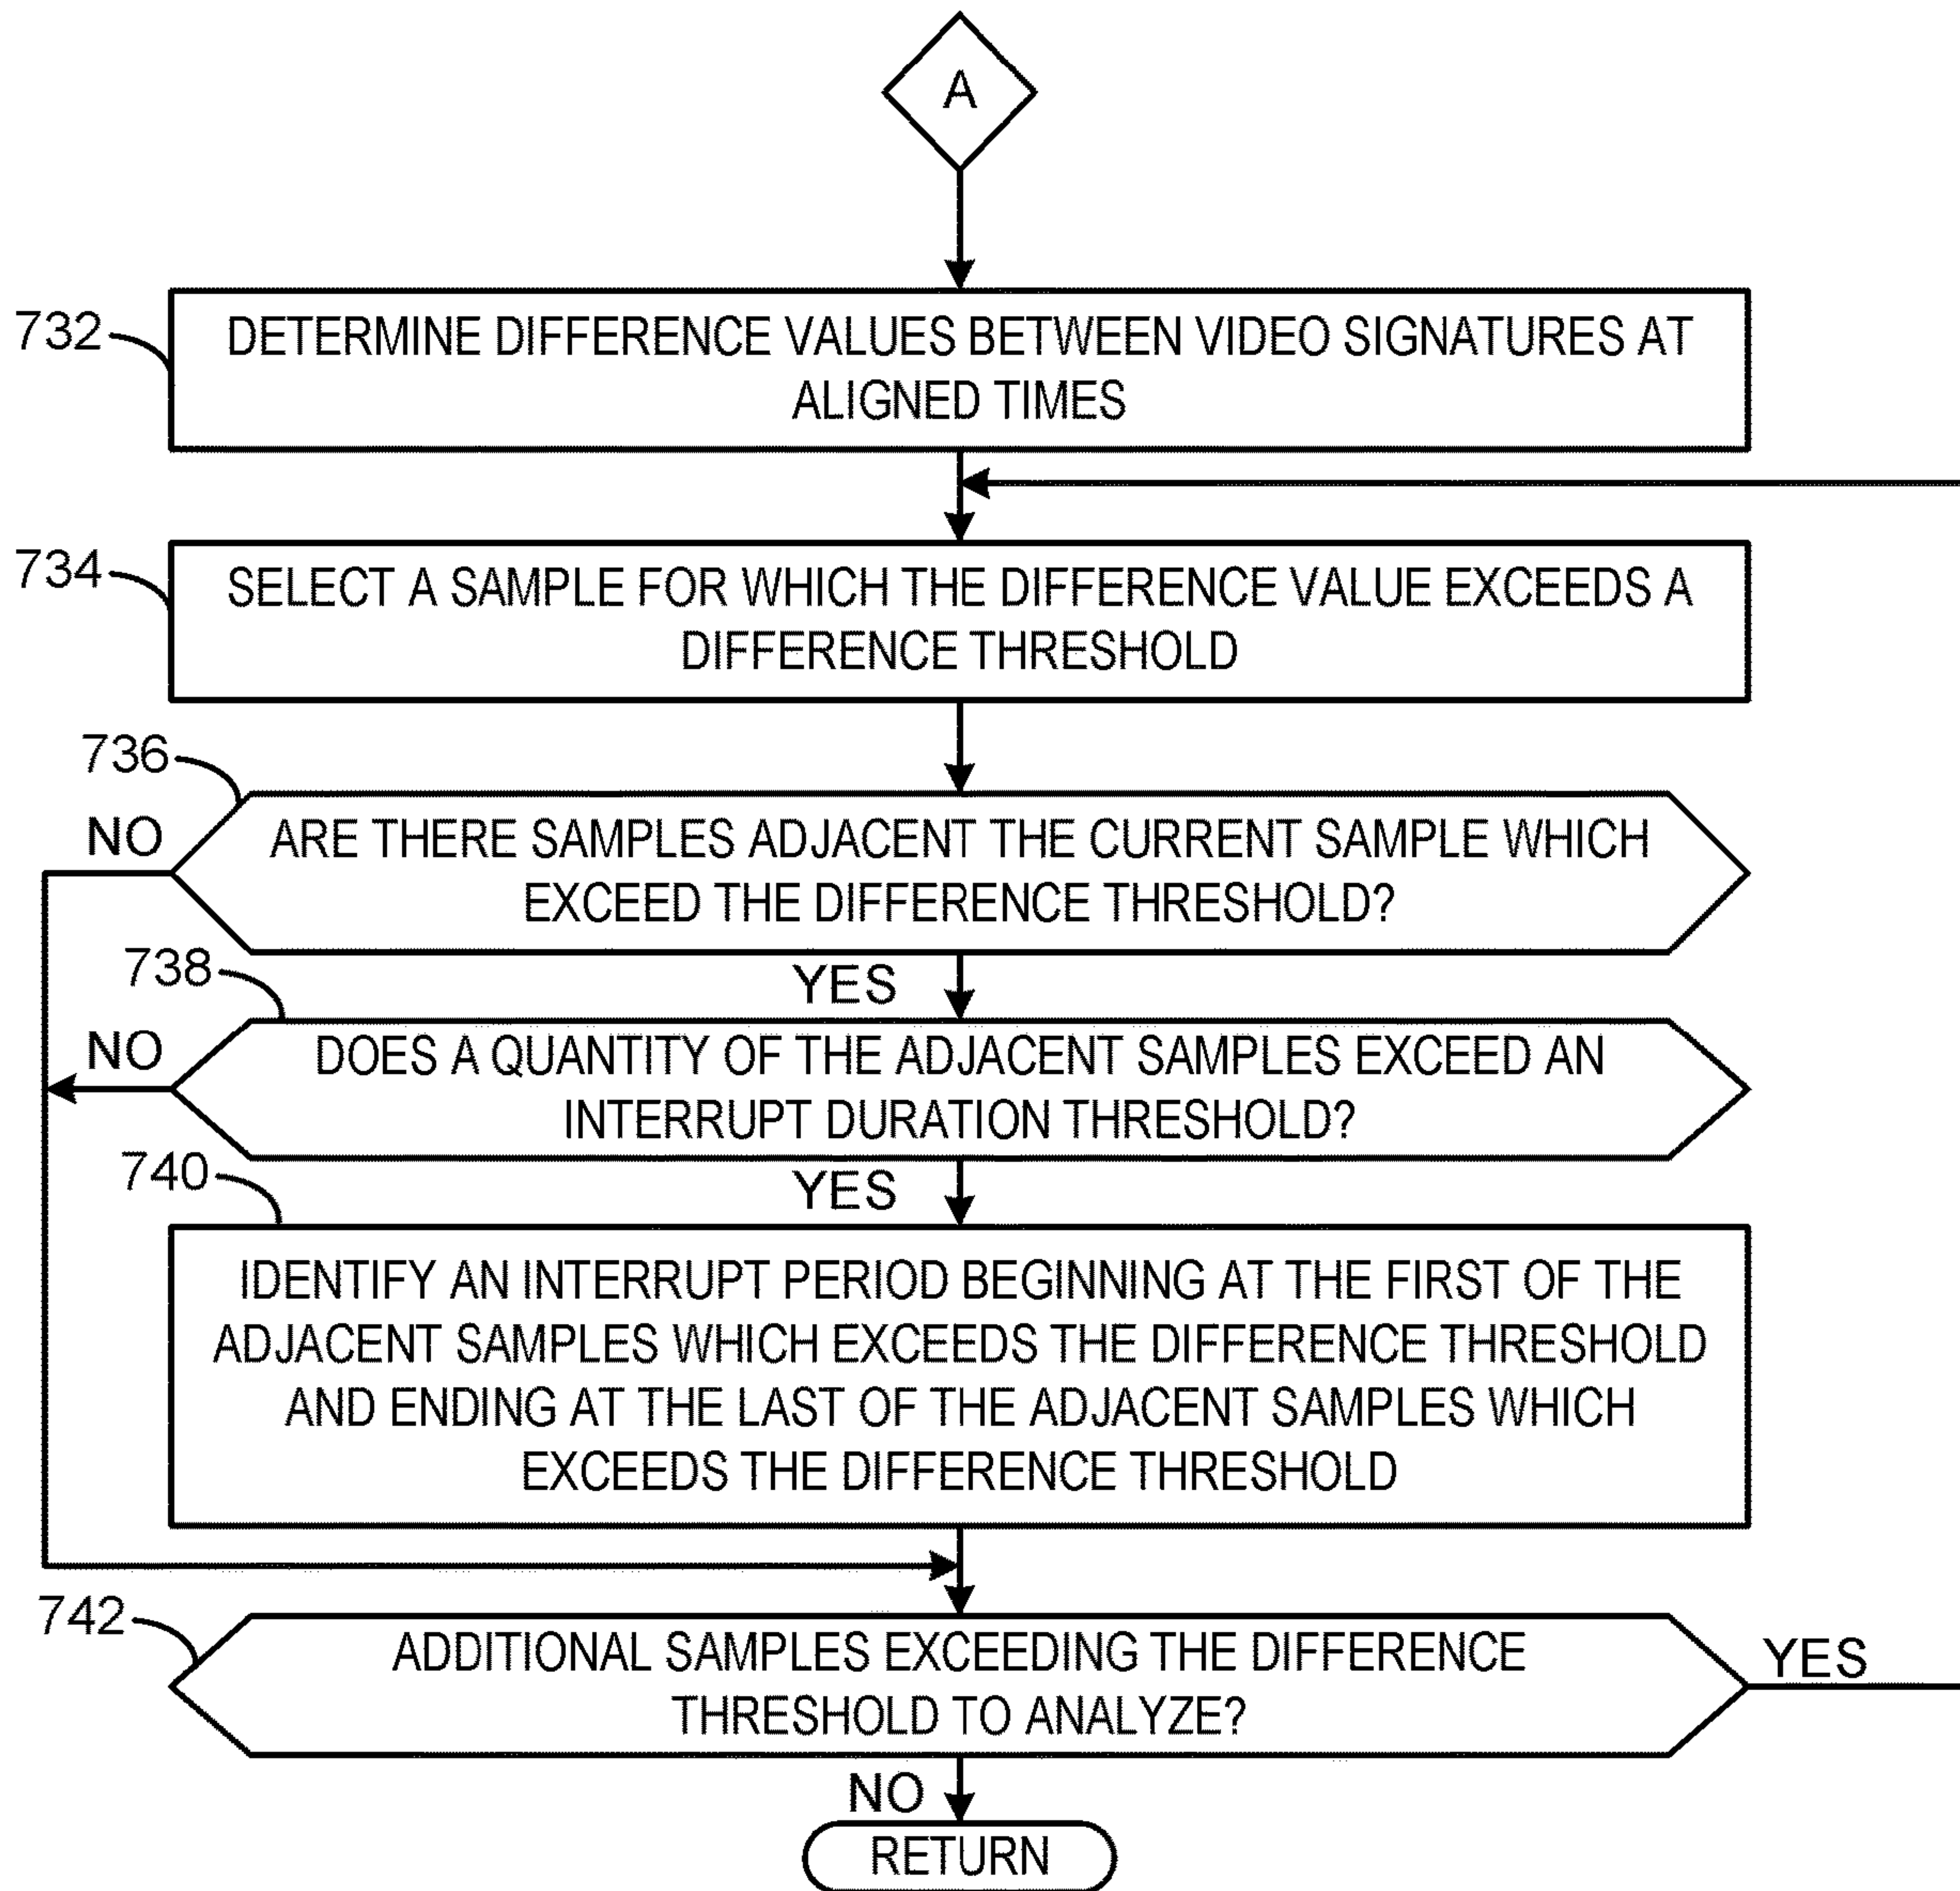 A
732
DETERMINE DIFFERENCE VALUES BETWEEN VIDEO SIGNATURES AT
ALIGNED TIMES
734
SELECT A SAMPLE FOR WHICH THE DIFFERENCE VALUE EXCEEDS A
DIFFERENCE THRESHOLD
736
NO
ARE THERE SAMPLES ADJACENT THE CURRENT SAMPLE WHICH
EXCEED THE DIFFERENCE THRESHOLD?
YES
738
NO
DOES A QUANTITY OF THE ADJACENT SAMPLES EXCEED AN
INTERRUPT DURATION THRESHOLD?
YES
740
IDENTIFY AN INTERRUPT PERIOD BEGINNING AT THE FIRST OF THE
ADJACENT SAMPLES WHICH EXCEEDS THE DIFFERENCE THRESHOLD
AND ENDING AT THE LAST OF THE ADJACENT SAMPLES WHICH
EXCEEDS THE DIFFERENCE THRESHOLD
742
ADDITIONAL SAMPLES EXCEEDING THE DIFFERENCE
THRESHOLD TO ANALYZE?
YES
NO
RETURN